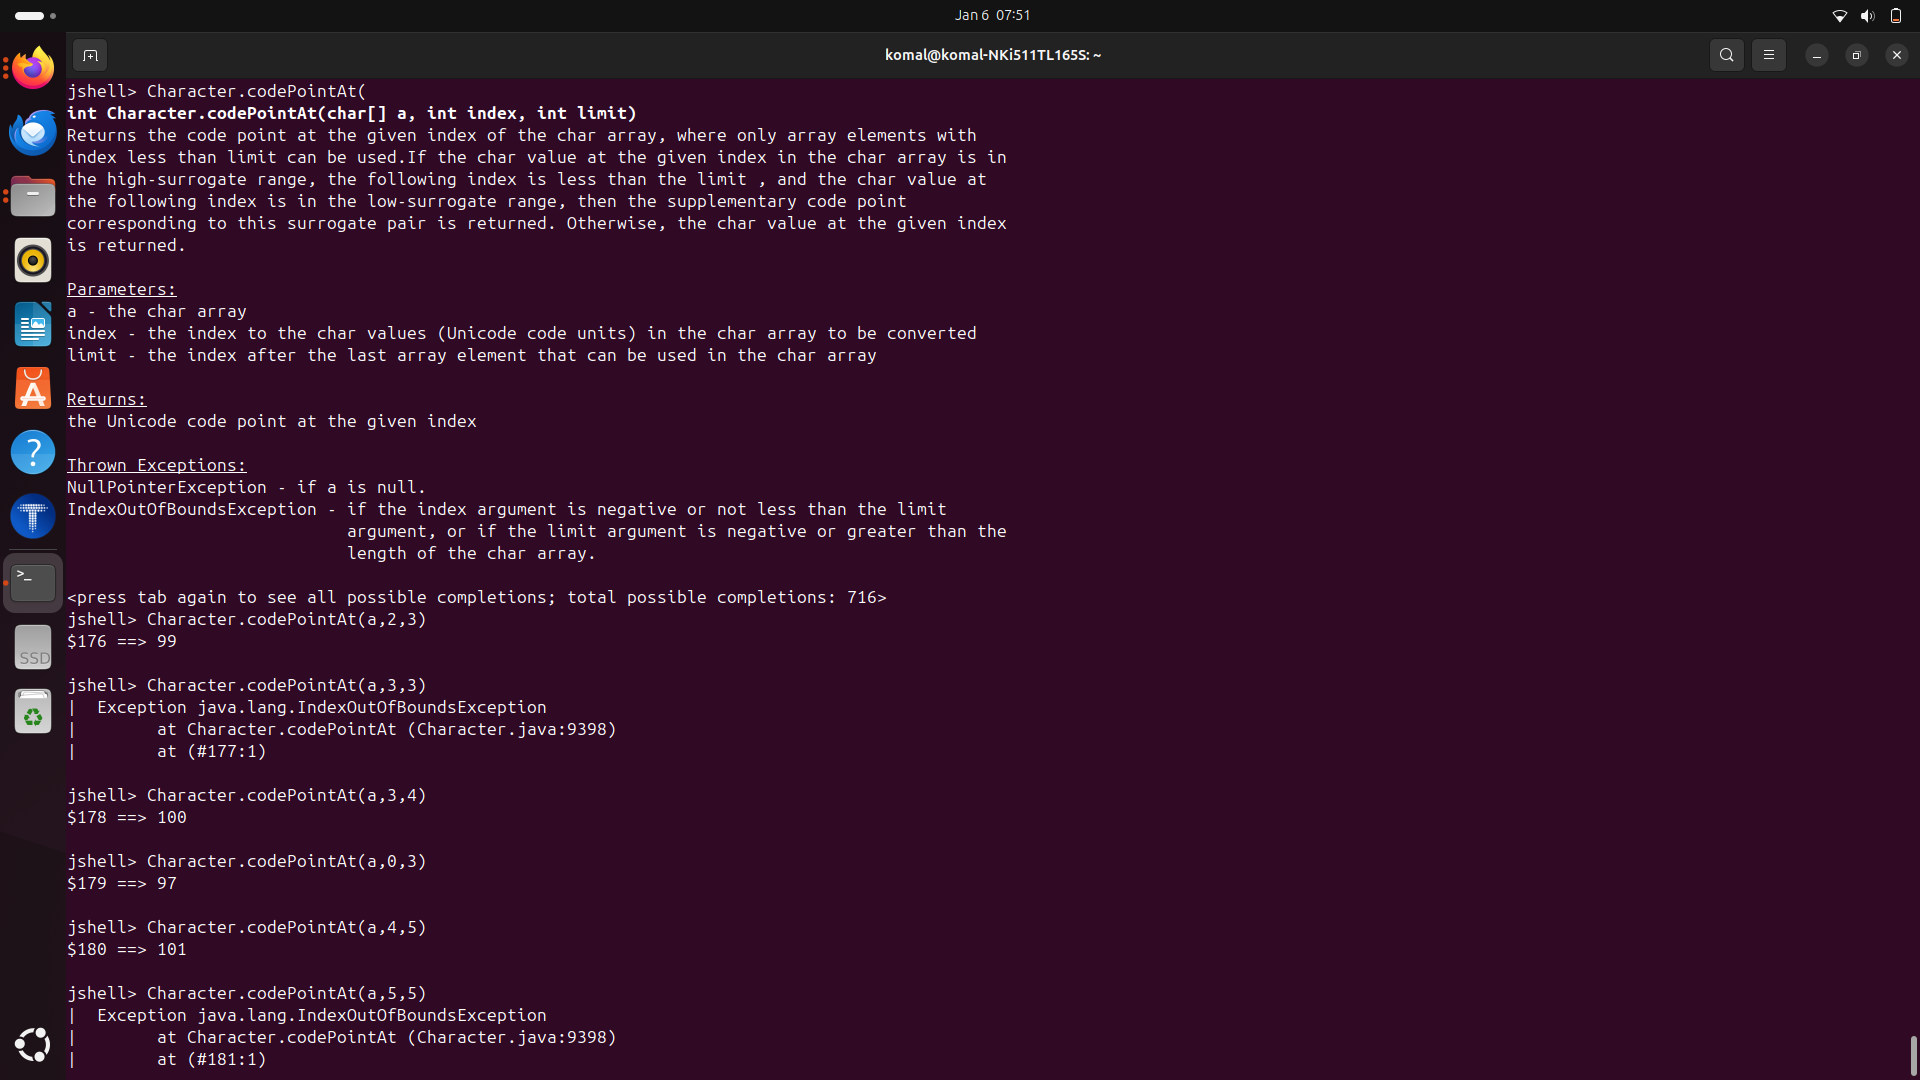 Jan 6 07:51
komal@komal-NKi511TL165S: ~
jshell> Character.codePointAt(
int Character.codePointAt(char[] a, int index, int limit)
Returns the code point at the given index of the char array, where only array elements with
index less than limit can be used.If the char value at the given index in the char array is in
the high-surrogate range, the following index is less than the limit , and the char value at
the following index is in the low-surrogate range, then the supplementary code point
corresponding to this surrogate pair is returned. Otherwise, the char value at the given index
is returned.
Parameters:
a - the char array
index - the index to the char values (Unicode code units) in the char array to be converted
limit - the index after the last array element that can be used in the char array
Returns:
the Unicode code point at the given index
Thrown Exceptions:
NullPointerException - if a is null.
IndexOutOfBoundsException - if the index argument is negative or not less than the limit
argument, or if the limit argument is negative or greater than the
length of the char array.
<press tab again to see all possible completions; total possible completions: 716>
jshell> Character.codePointAt(a,2,3)
$176 ==> 99
jshell> Character.codePointAt(a,3,3)
|  Exception java.lang.IndexOutOfBoundsException
|        at Character.codePointAt (Character.java:9398)
|        at (#177:1)
jshell> Character.codePointAt(a,3,4)
$178 ==> 100
jshell> Character.codePointAt(a,0,3)
$179 ==> 97
jshell> Character.codePointAt(a,4,5)
$180 ==> 101
jshell> Character.codePointAt(a,5,5)
|  Exception java.lang.IndexOutOfBoundsException
|        at Character.codePointAt (Character.java:9398)
|        at (#181:1)
>_
SSD